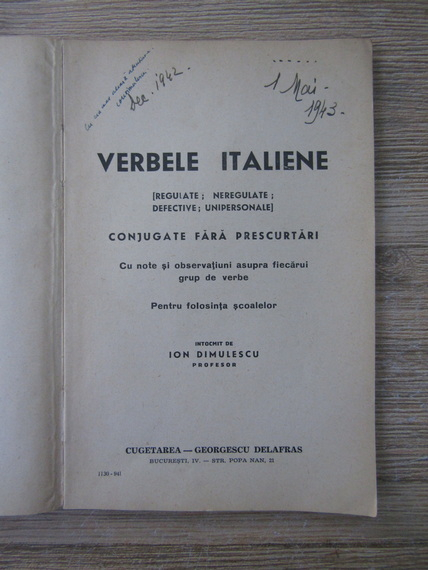 Dec. 1942.
1 Mai -
1943 -
VERBELE ITALIENE
[REGULATE; NEREGULATE;
DEFECTIVE; UNIPERSONALE]
CONJUGATE FĂRĂ PRESCURTĂRI
Cu note și observațiuni asupra fiecărui
grup de verbe
Pentru folosința școalelor
INTOCMIT DE
ION DIMULESCU
PROFESOR
CUGETAREA — GEORGESCU DELAFRAS
BUCUREȘTI, IV. — STR. POPA NAN, 21